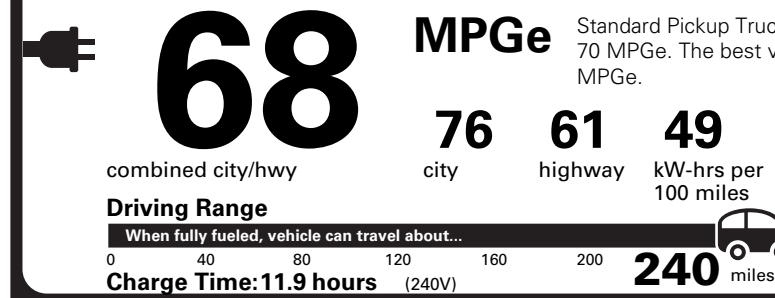 68 MPGe
Standard Pickup
70 MPGe. The best
MPGe.
76 61 49
combined city/hwy city highway kW-hrs per
100 miles
Driving Range
When fully fueled, vehicle can travel about...
0 40 80 120 160 200 240 miles
Charge Time: 11.9 hours (240V)